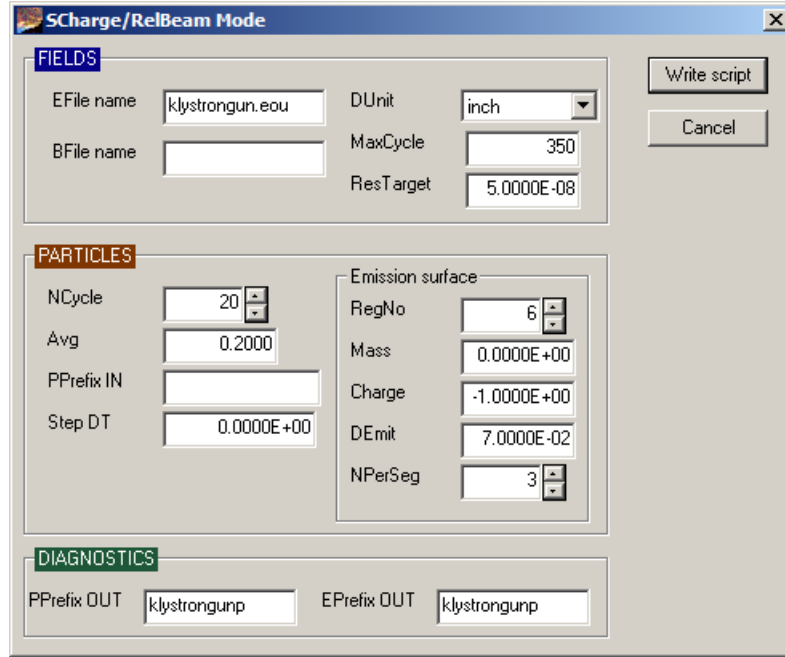 SCharge/RelBeam Mode
FIELDS
EFile name klystrongun.eou DUnit inch
BFile name MaxCycle 350
ResTarget 5.0000E-08
Write script
Cancel
PARTICLES
NCycle 20
Avg 0.2000
PPrefix IN
Step DT 0.0000E+00
Emission surface
RegNo 6
Mass 0.0000E+00
Charge -1.0000E+00
DEmit 7.0000E-02
NPerSeg 3
DIAGNOSTICS
PPrefix OUT klystrongunp EPrefix OUT klystrongunp